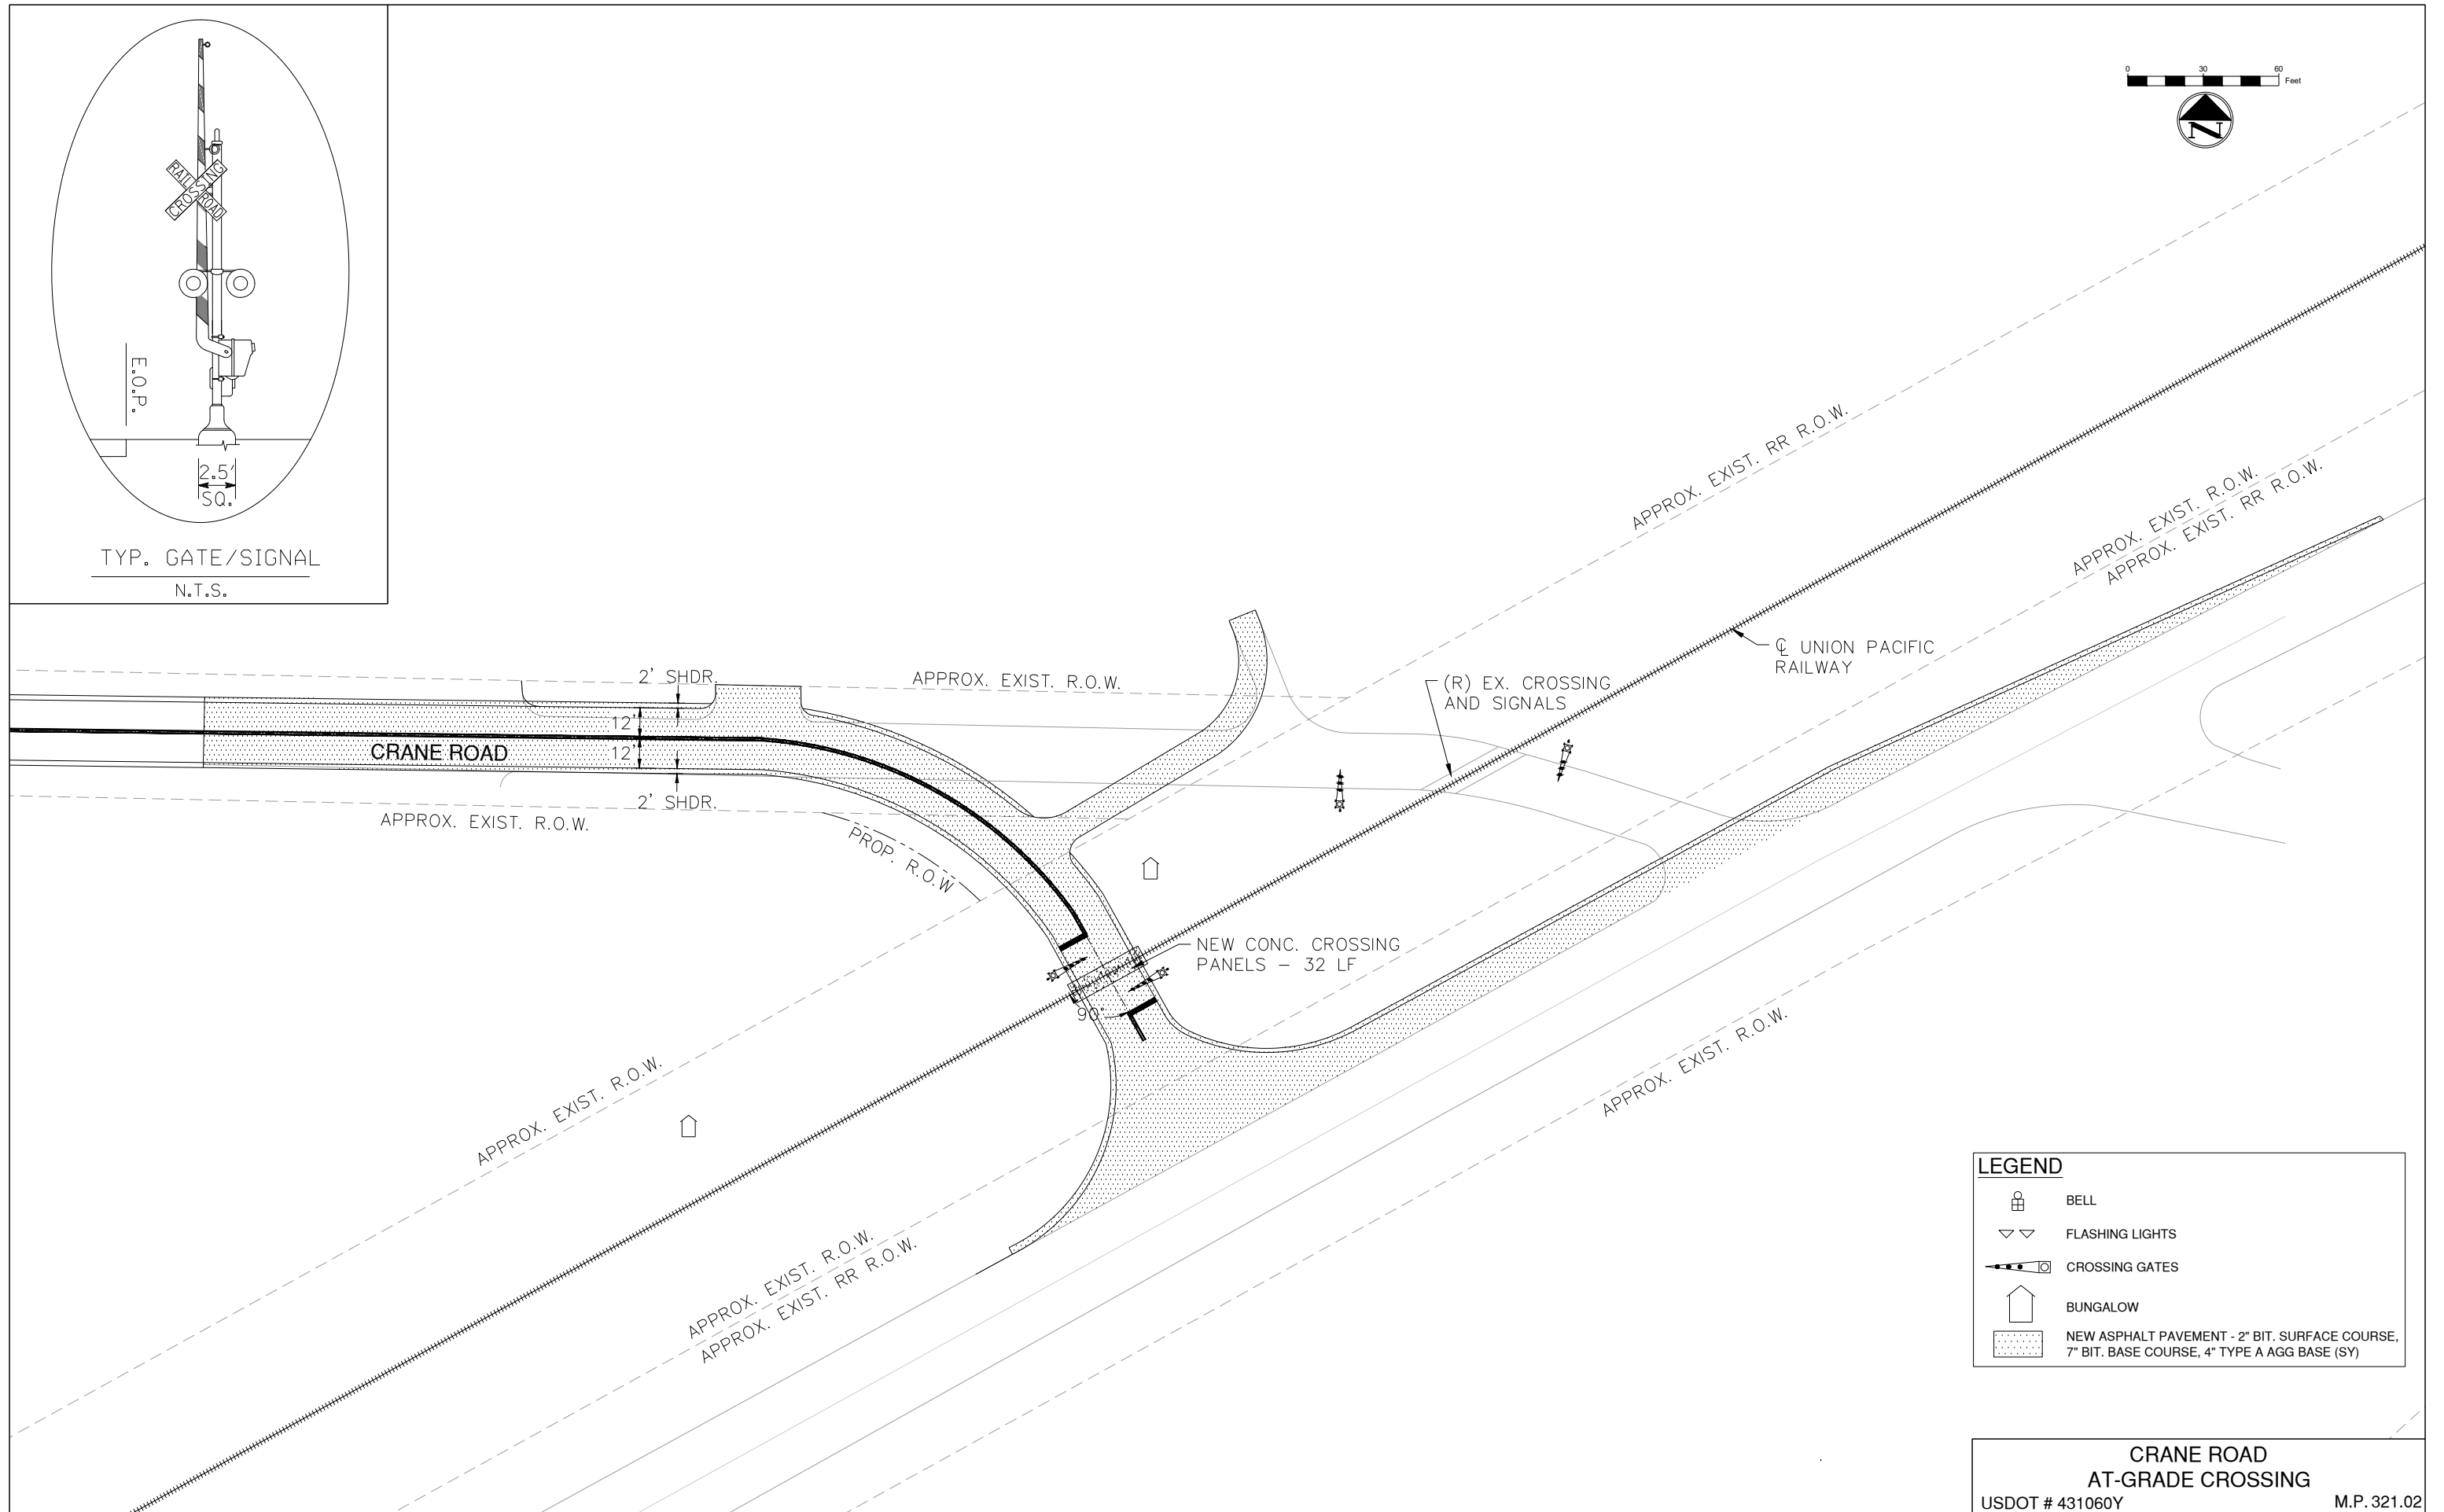 RAIL ROAD
CROSSING
E.O.P.
2.5'
SQ.
TYP. GATE/SIGNAL
N.T.S.
0 30 60
Feet
N
APPROX. EXIST. RR R.O.W.
APPROX. EXIST. R.O.W.
APPROX. EXIST. RR R.O.W.
℄ UNION PACIFIC
RAILWAY
(R) EX. CROSSING
AND SIGNALS
2' SHDR.
APPROX. EXIST. R.O.W.
12'
CRANE ROAD
12'
2' SHDR.
APPROX. EXIST. R.O.W.
PROP. R.O.W
NEW CONC. CROSSING
PANELS – 32 LF
90°
APPROX. EXIST. R.O.W.
APPROX. EXIST. R.O.W.
APPROX. EXIST. R.O.W.
APPROX. EXIST. RR R.O.W.
LEGEND
BELL
FLASHING LIGHTS
CROSSING GATES
BUNGALOW
NEW ASPHALT PAVEMENT - 2" BIT. SURFACE COURSE,
7" BIT. BASE COURSE, 4" TYPE A AGG BASE (SY)
CRANE ROAD
AT-GRADE CROSSING
USDOT # 431060Y M.P. 321.02